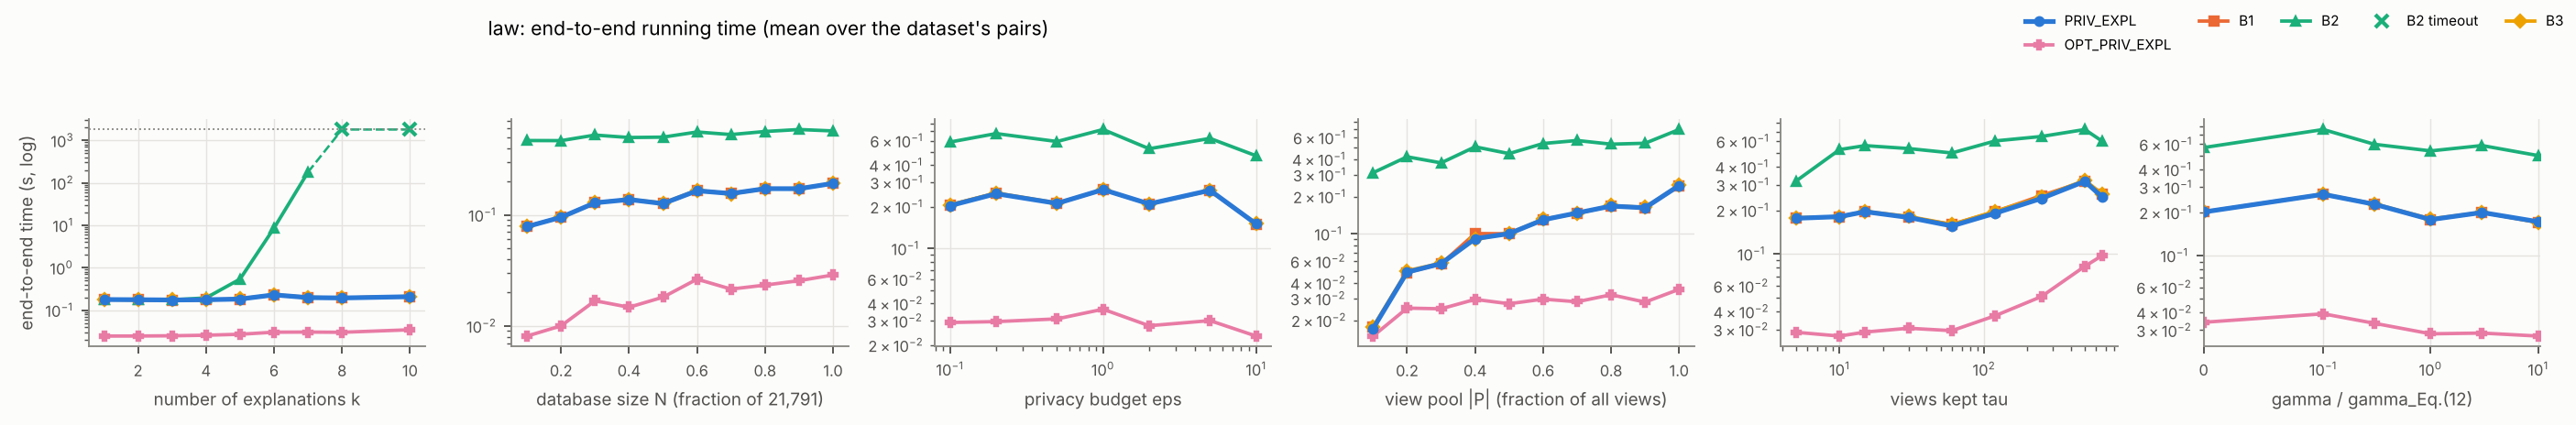 law: end-to-end running time (mean over the dataset's pairs)
PRIV_EXPL
B1
B2
B2 timeout
B3
OPT_PRIV_EXPL
end-to-end time (s, log)
10³
10²
10¹
10⁰
10⁻¹
2
4
6
8
10
number of explanations k
10⁻¹
10⁻²
0.2
0.4
0.6
0.8
1.0
database size N (fraction of 21,791)
6 × 10⁻¹
4 × 10⁻¹
3 × 10⁻¹
2 × 10⁻¹
10⁻¹
6 × 10⁻²
4 × 10⁻²
3 × 10⁻²
2 × 10⁻²
10⁻¹
10⁰
10¹
privacy budget eps
6 × 10⁻¹
4 × 10⁻¹
3 × 10⁻¹
2 × 10⁻¹
10⁻¹
6 × 10⁻²
4 × 10⁻²
3 × 10⁻²
2 × 10⁻²
0.2
0.4
0.6
0.8
1.0
view pool |P| (fraction of all views)
6 × 10⁻¹
4 × 10⁻¹
3 × 10⁻¹
2 × 10⁻¹
10⁻¹
6 × 10⁻²
4 × 10⁻²
3 × 10⁻²
10¹
10²
views kept tau
6 × 10⁻¹
4 × 10⁻¹
3 × 10⁻¹
2 × 10⁻¹
10⁻¹
6 × 10⁻²
4 × 10⁻²
3 × 10⁻²
0
10⁻¹
10⁰
10¹
gamma / gamma_Eq.(12)